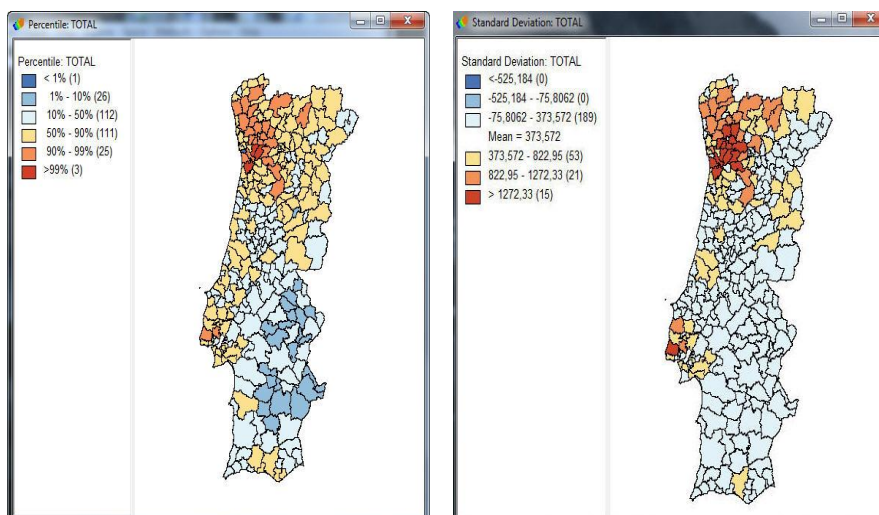 Percentile: TOTAL
Percentile: TOTAL
< 1% (1)
1% - 10% (26)
10% - 50% (112)
50% - 90% (111)
90% - 99% (25)
>99% (3)
Standard Deviation: TOTAL
Standard Deviation: TOTAL
<-525,184 (0)
-525,184 - -75,8062 (0)
-75,8062 - 373,572 (189)
Mean = 373,572
373,572 - 822,95 (53)
822,95 - 1272,33 (21)
> 1272,33 (15)